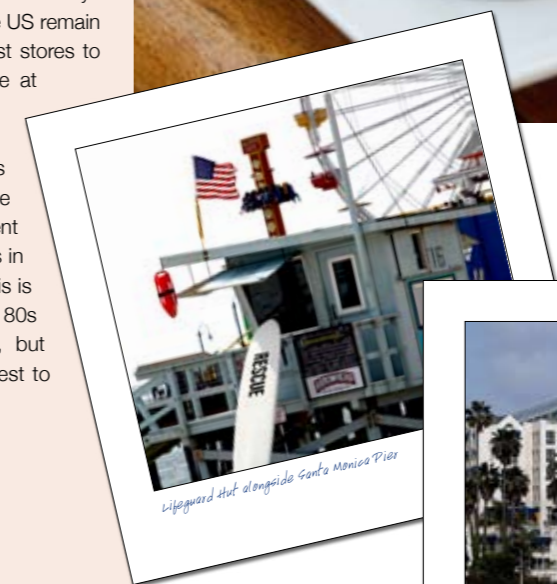 US remain
st stores to
e at
s
e
ent
s in
is is
80s
but
est to
16
RESCUE
Lifeguard Hut alongside Santa Monica Pier